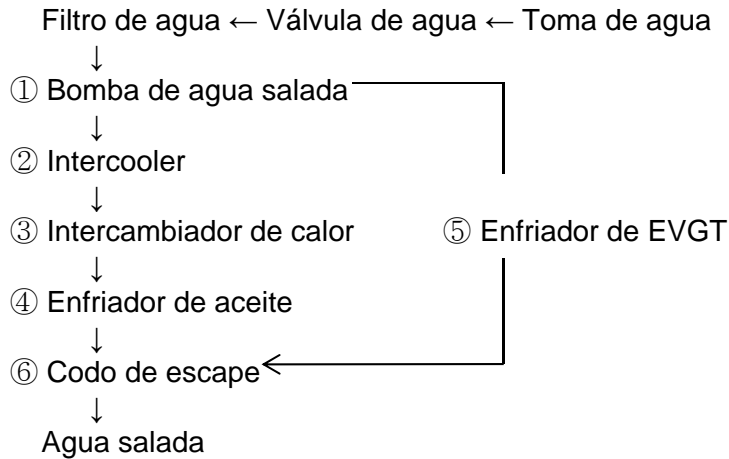 Filtro de agua ← Válvula de agua ← Toma de agua
↓
① Bomba de agua salada
↓
② Intercooler
↓
③ Intercambiador de calor ⑤ Enfriador de EVGT
↓
④ Enfriador de aceite
↓
⑥ Codo de escape
↓
Agua salada